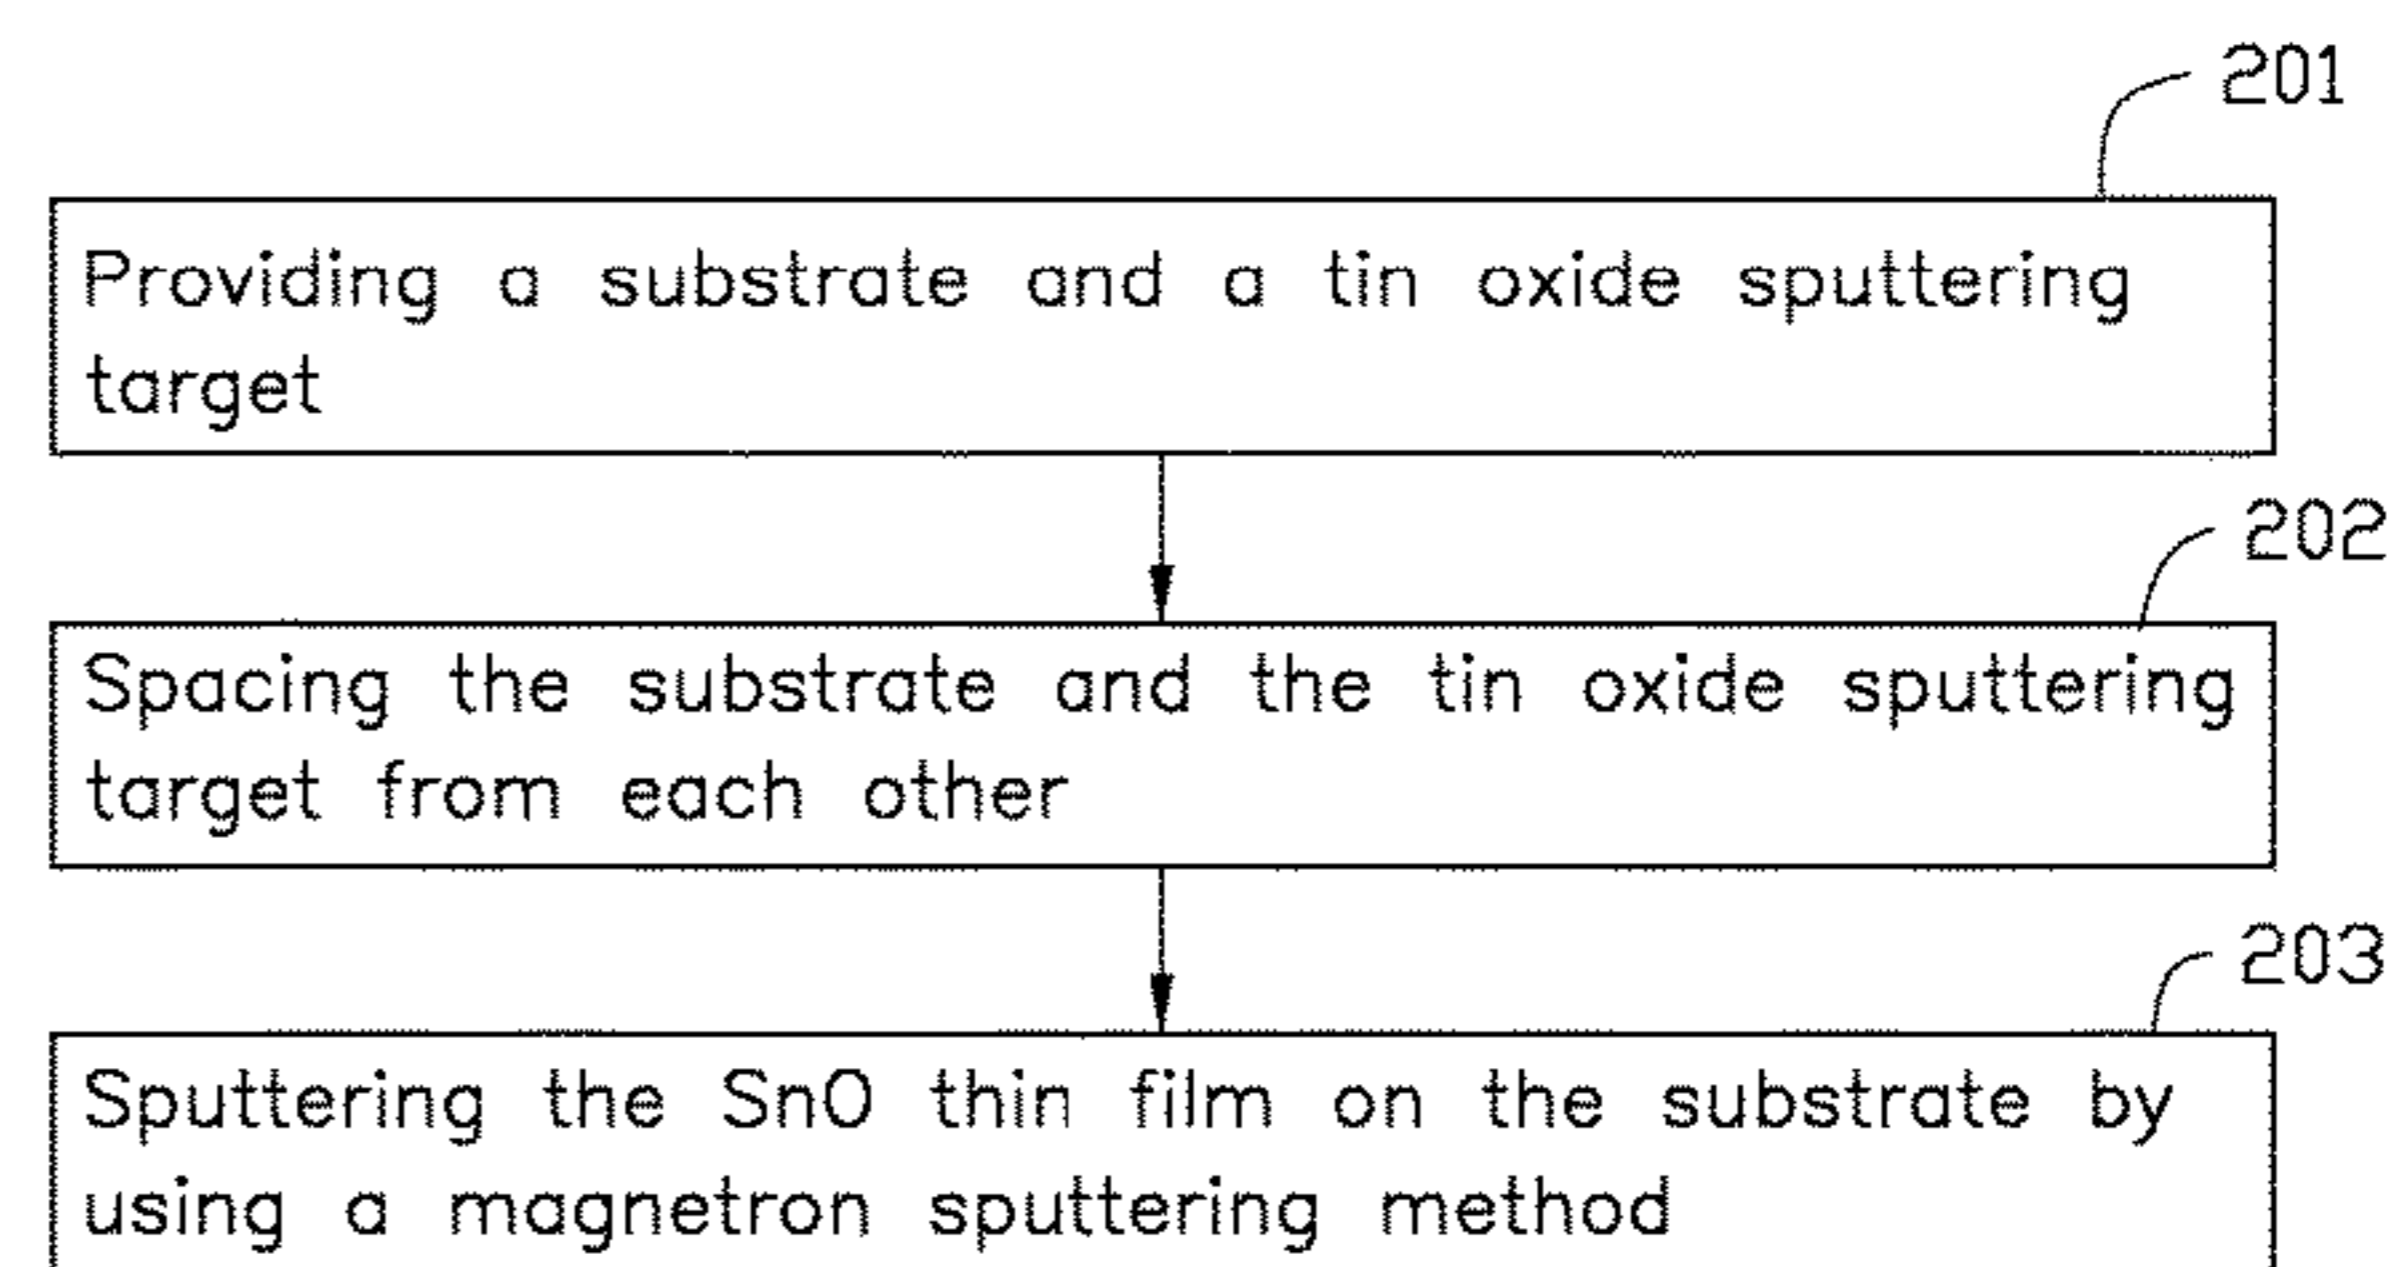 201
Providing a substrate and a tin oxide sputtering
target
202
Spacing the substrate and the tin oxide sputtering
target from each other
203
Sputtering the SnO thin film on the substrate by
using a magnetron sputtering method